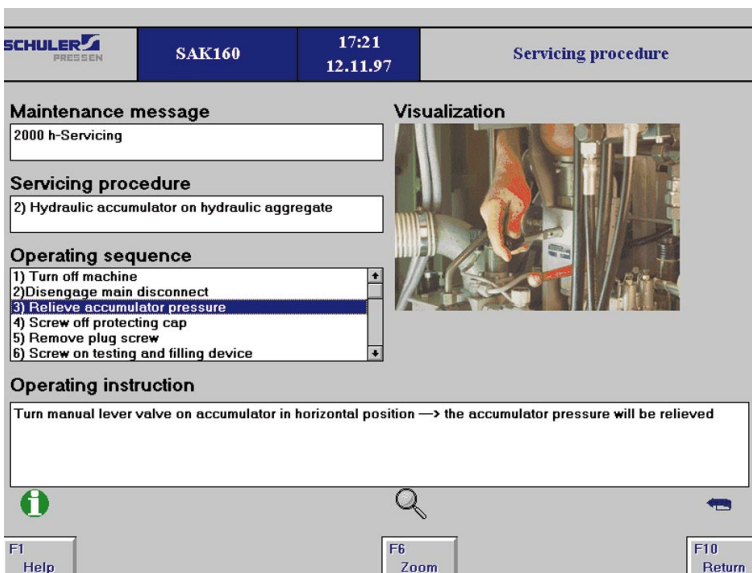 SCHULER
PRESSEN
SAK160
17:21
12.11.97
Servicing procedure
Maintenance message
2000 h-Servicing
Visualization
Servicing procedure
2) Hydraulic accumulator on hydraulic aggregate
Operating sequence
1) Turn off machine
2)Disengage main disconnect
3) Relieve accumulator pressure
4) Screw off protecting cap
5) Remove plug screw
6) Screw on testing and filling device
Operating instruction
Turn manual lever valve on accumulator in horizontal position —> the accumulator pressure will be relieved
i
F1
Help
F6
Zoom
F10
Return